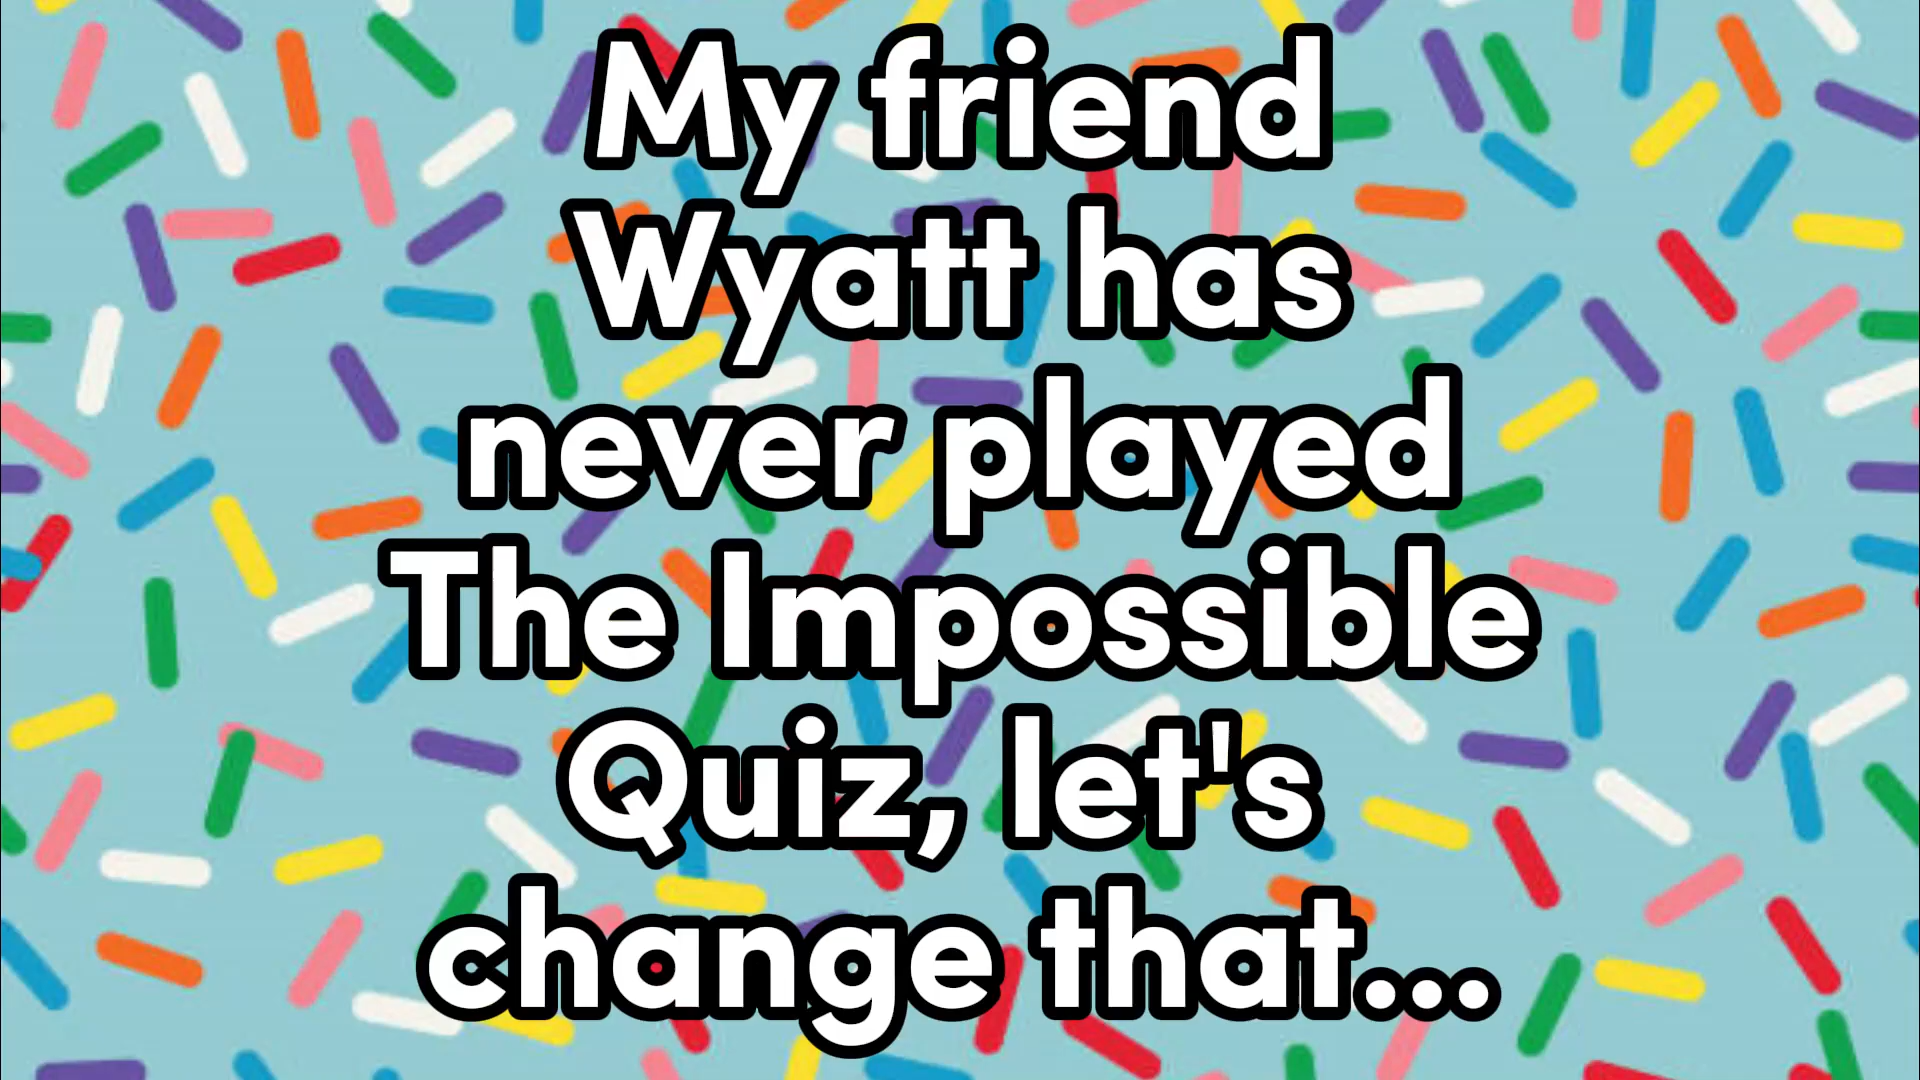 My friend
Wyatt has
never played
The Impossible
Quiz, let's
change that...